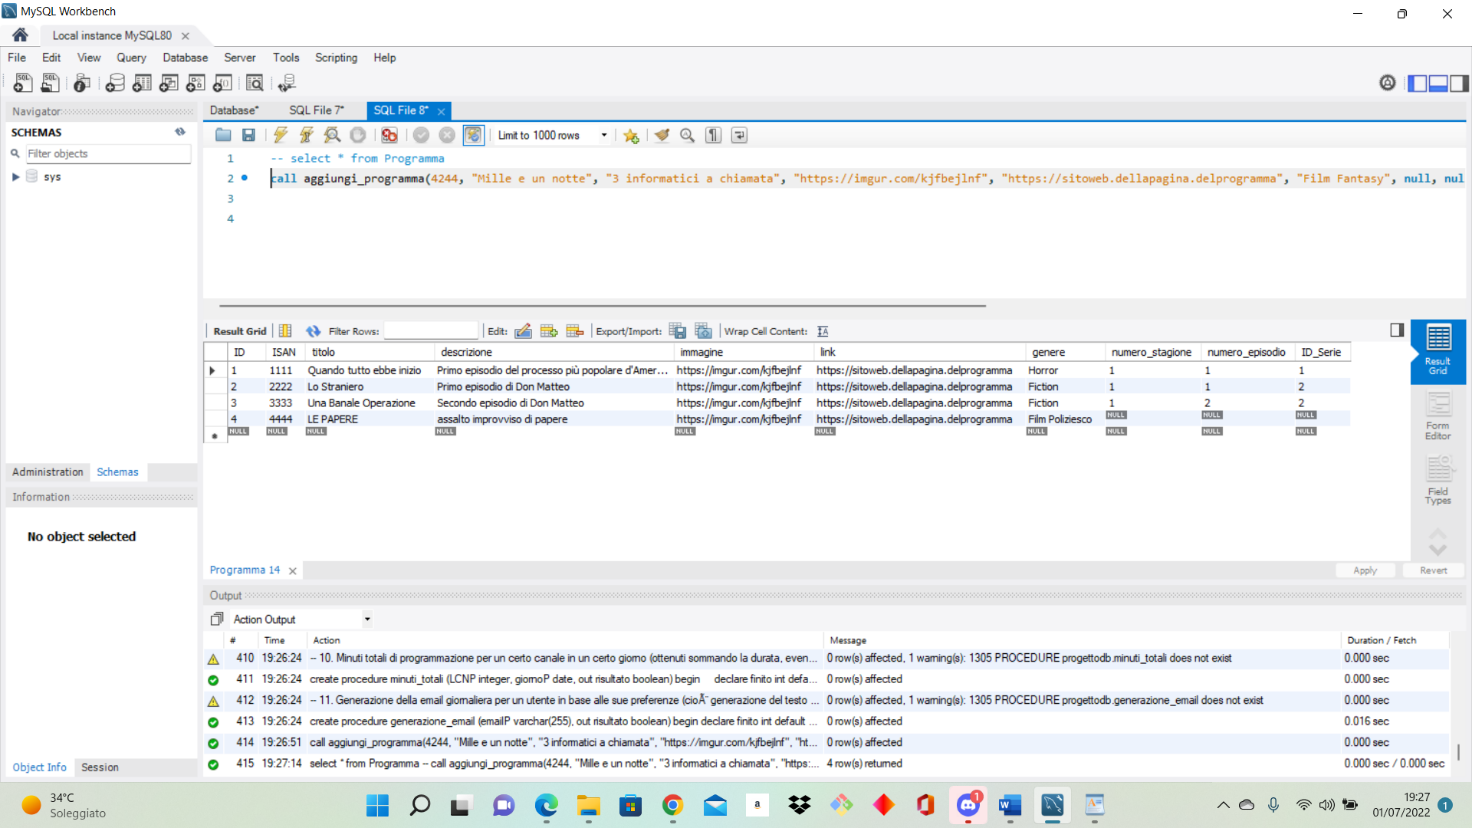 MySQL Workbench
Local instance MySQL80
File Edit View Query Database Server Tools Scripting Help
Navigator
SCHEMAS
Filter objects
sys
Administration Schemas
Information
No object selected
Object Info Session
Database* SQL File 7* SQL File 8*
Limit to 1000 rows
1 -- select * from Programma
2 call aggiungi_programma(4244, "Mille e un notte", "3 informatici a chiamata", "https://imgur.com/kjfbejlnf", "https://sitoweb.dellapagina.delprogramma", "Film Fantasy", null, nul
3
4
Result Grid Filter Rows: Edit: Export/Import: Wrap Cell Content:
ID ISAN titolo descrizione immagine link genere numero_stagione numero_episodio ID_Serie
1 1111 Quando tutto ebbe inizio Primo episodio del processo più popolare d'Amer... https://imgur.com/kjfbejlnf https://sitoweb.dellapagina.delprogramma Horror 1 1 1
2 2222 Lo Straniero Primo episodio di Don Matteo https://imgur.com/kjfbejlnf https://sitoweb.dellapagina.delprogramma Fiction 1 1 2
3 3333 Una Banale Operazione Secondo episodio di Don Matteo https://imgur.com/kjfbejlnf https://sitoweb.dellapagina.delprogramma Fiction 1 2 2
4 4444 LE PAPERE assalto improvviso di papere https://imgur.com/kjfbejlnf https://sitoweb.dellapagina.delprogramma Film Poliziesco NULL NULL NULL
NULL NULL NULL NULL NULL NULL NULL NULL NULL NULL
Result Grid
Form Editor
Field Types
Programma 14
Apply Revert
Output
Action Output
# Time Action Message Duration / Fetch
410 19:26:24 -- 10. Minuti totali di programmazione per un certo canale in un certo giorno (ottenuti sommando la durata, even... 0 row(s) affected, 1 warning(s): 1305 PROCEDURE progettodb.minuti_totali does not exist 0.000 sec
411 19:26:24 create procedure minuti_totali (LCNP integer, giornoP date, out risultato boolean) begin declare finito int defa... 0 row(s) affected 0.000 sec
412 19:26:24 -- 11. Generazione della email giornaliera per un utente in base alle sue preferenze (cioÃ¨ generazione del testo ... 0 row(s) affected, 1 warning(s): 1305 PROCEDURE progettodb.generazione_email does not exist 0.000 sec
413 19:26:24 create procedure generazione_email (emailP varchar(255), out risultato boolean) begin declare finito int default ... 0 row(s) affected 0.016 sec
414 19:26:51 call aggiungi_programma(4244, "Mille e un notte", "3 informatici a chiamata", "https://imgur.com/kjfbejlnf", "ht... 0 row(s) affected 0.000 sec
415 19:27:14 select * from Programma -- call aggiungi_programma(4244, "Mille e un notte", "3 informatici a chiamata", "https:... 4 row(s) returned 0.000 sec / 0.000 sec
34°C
Soleggiato
19:27
01/07/2022
1